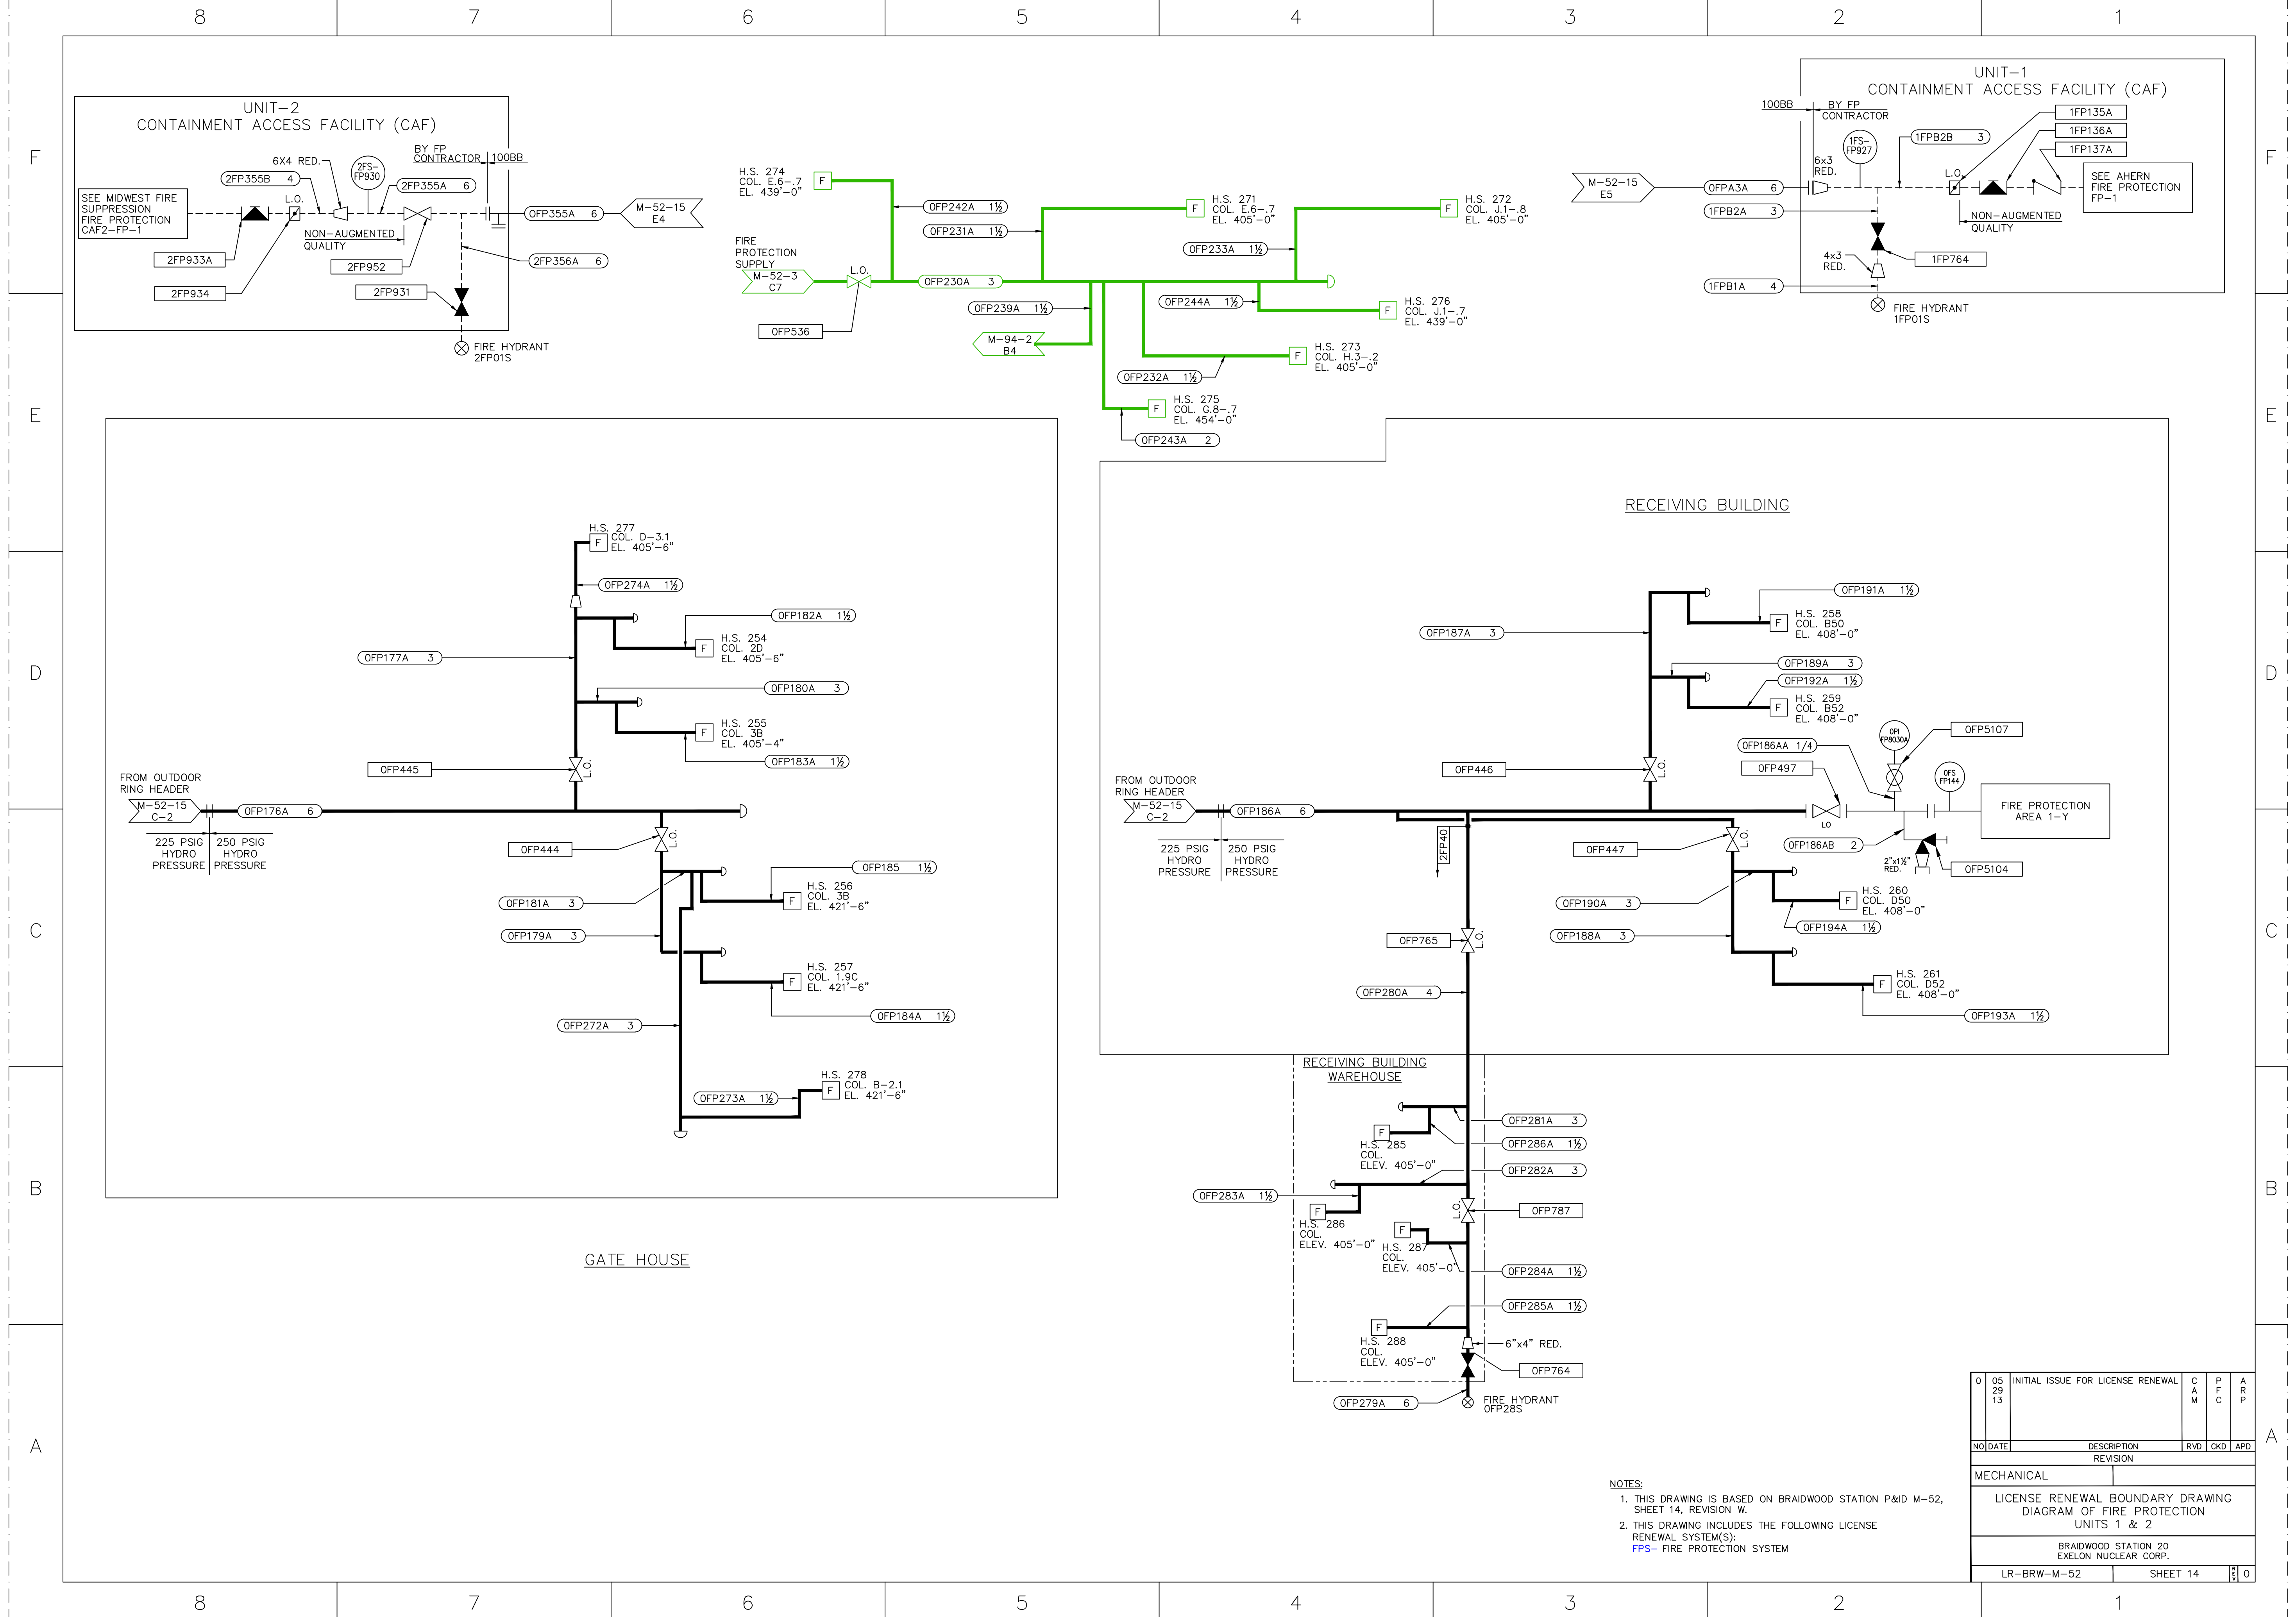 8 7 6 5 4 3 2 1
F
E
D
C
B
A
UNIT-2
CONTAINMENT ACCESS FACILITY (CAF)
BY FP
CONTRACTOR
100BB
6X4 RED.
2FS-
FP930
2FP355B 4
2FP355A 6
SEE MIDWEST FIRE
SUPPRESSION
FIRE PROTECTION
CAF2-FP-1
L.O.
0FP355A 6
M-52-15
E4
NON-AUGMENTED
QUALITY
2FP933A
2FP952
2FP356A 6
2FP934
2FP931
FIRE HYDRANT
2FP01S
H.S. 274
COL. E.6-.7
EL. 439'-0"
F
0FP242A 1½
0FP231A 1½
F
H.S. 271
COL. E.6-.7
EL. 405'-0"
F
H.S. 272
COL. J.1-.8
EL. 405'-0"
0FP233A 1½
FIRE
PROTECTION
SUPPLY
M-52-3
C7
L.O.
0FP230A 3
0FP536
0FP239A 1½
M-94-2
B4
0FP244A 1½
F
H.S. 276
COL. J.1-.7
EL. 439'-0"
F
H.S. 273
COL. H.3-.2
EL. 405'-0"
0FP232A 1½
F
H.S. 275
COL. G.8-.7
EL. 454'-0"
0FP243A 2
UNIT-1
CONTAINMENT ACCESS FACILITY (CAF)
100BB
BY FP
CONTRACTOR
1FS-
FP927
1FPB2B 3
1FP135A
1FP136A
1FP137A
6x3
RED.
L.O.
M-52-15
E5
0FPA3A 6
SEE AHERN
FIRE PROTECTION
FP-1
1FPB2A 3
NON-AUGMENTED
QUALITY
4x3
RED.
1FP764
1FPB1A 4
FIRE HYDRANT
1FP01S
H.S. 277
COL. D-3.1
EL. 405'-6"
F
0FP274A 1½
0FP182A 1½
F
H.S. 254
COL. 2D
EL. 405'-6"
0FP177A 3
0FP180A 3
F
H.S. 255
COL. 3B
EL. 405'-4"
0FP183A 1½
0FP445
L.O.
FROM OUTDOOR
RING HEADER
M-52-15
C-2
0FP176A 6
225 PSIG
HYDRO
PRESSURE
250 PSIG
HYDRO
PRESSURE
0FP444
L.O.
0FP185 1½
0FP181A 3
F
H.S. 256
COL. 3B
EL. 421'-6"
0FP179A 3
F
H.S. 257
COL. 1.9C
EL. 421'-6"
0FP184A 1½
0FP272A 3
H.S. 278
COL. B-2.1
EL. 421'-6"
F
0FP273A 1½
GATE HOUSE
RECEIVING BUILDING
0FP191A 1½
F
H.S. 258
COL. B50
EL. 408'-0"
0FP187A 3
0FP189A 3
0FP192A 1½
F
H.S. 259
COL. B52
EL. 408'-0"
0PI
FP8030A
0FP5107
0FP186AA 1/4
0FP497
0FS
FP144
0FP446
L.O.
FROM OUTDOOR
RING HEADER
M-52-15
C-2
0FP186A 6
LO
FIRE PROTECTION
AREA 1-Y
225 PSIG
HYDRO
PRESSURE
250 PSIG
HYDRO
PRESSURE
2FP40
0FP447
L.O.
0FP186AB 2
2"x1½"
RED.
0FP5104
0FP190A 3
F
H.S. 260
COL. D50
EL. 408'-0"
0FP194A 1½
0FP188A 3
0FP765
L.O.
F
H.S. 261
COL. D52
EL. 408'-0"
0FP193A 1½
0FP280A 4
RECEIVING BUILDING
WAREHOUSE
0FP281A 3
F
H.S. 285
COL.
ELEV. 405'-0"
0FP286A 1½
0FP282A 3
0FP283A 1½
F
H.S. 286
COL.
ELEV. 405'-0"
L.O.
0FP787
F
H.S. 287
COL.
ELEV. 405'-0"
0FP284A 1½
0FP285A 1½
F
H.S. 288
COL.
ELEV. 405'-0"
6"x4" RED.
0FP764
0FP279A 6
FIRE HYDRANT
0FP28S
NOTES:
1. THIS DRAWING IS BASED ON BRAIDWOOD STATION P&ID M-52,
SHEET 14, REVISION W.
2. THIS DRAWING INCLUDES THE FOLLOWING LICENSE
RENEWAL SYSTEM(S):
FPS- FIRE PROTECTION SYSTEM
0 05 29 13 INITIAL ISSUE FOR LICENSE RENEWAL CAM PFC ARP
NO DATE DESCRIPTION RVD CKD APD
REVISION
MECHANICAL
LICENSE RENEWAL BOUNDARY DRAWING
DIAGRAM OF FIRE PROTECTION
UNITS 1 & 2
BRAIDWOOD STATION 20
EXELON NUCLEAR CORP.
LR-BRW-M-52 SHEET 14 REV 0
F
E
D
C
B
A
8 7 6 5 4 3 2 1